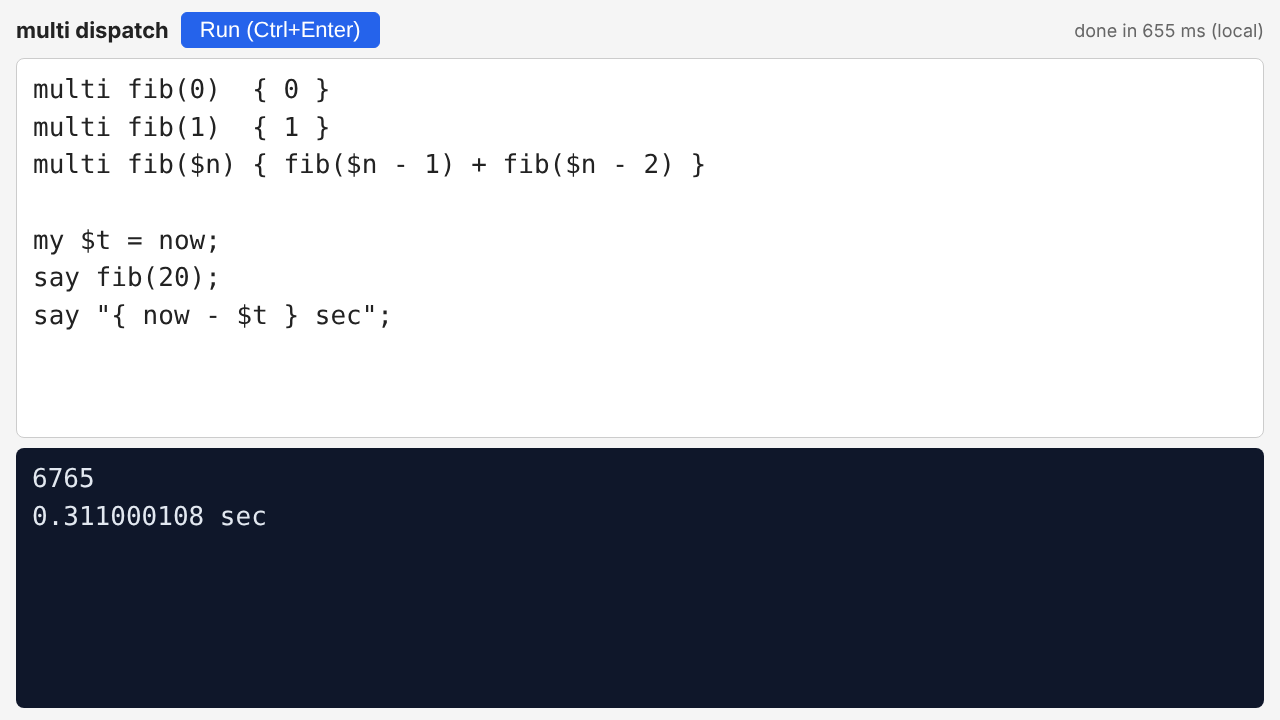 multi dispatch
Run (Ctrl+Enter)
done in 655 ms (local)
multi fib(0)  { 0 }
multi fib(1)  { 1 }
multi fib($n) { fib($n - 1) + fib($n - 2) }
my $t = now;
say fib(20);
say "{ now - $t } sec";
6765
0.311000108 sec